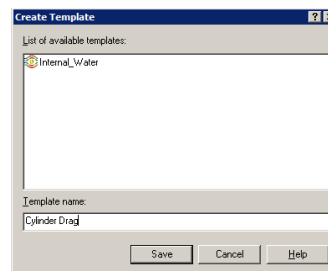 Create Template
List of available templates:
Internal_Water
Template name:
Cylinder Drag
Save Cancel Help